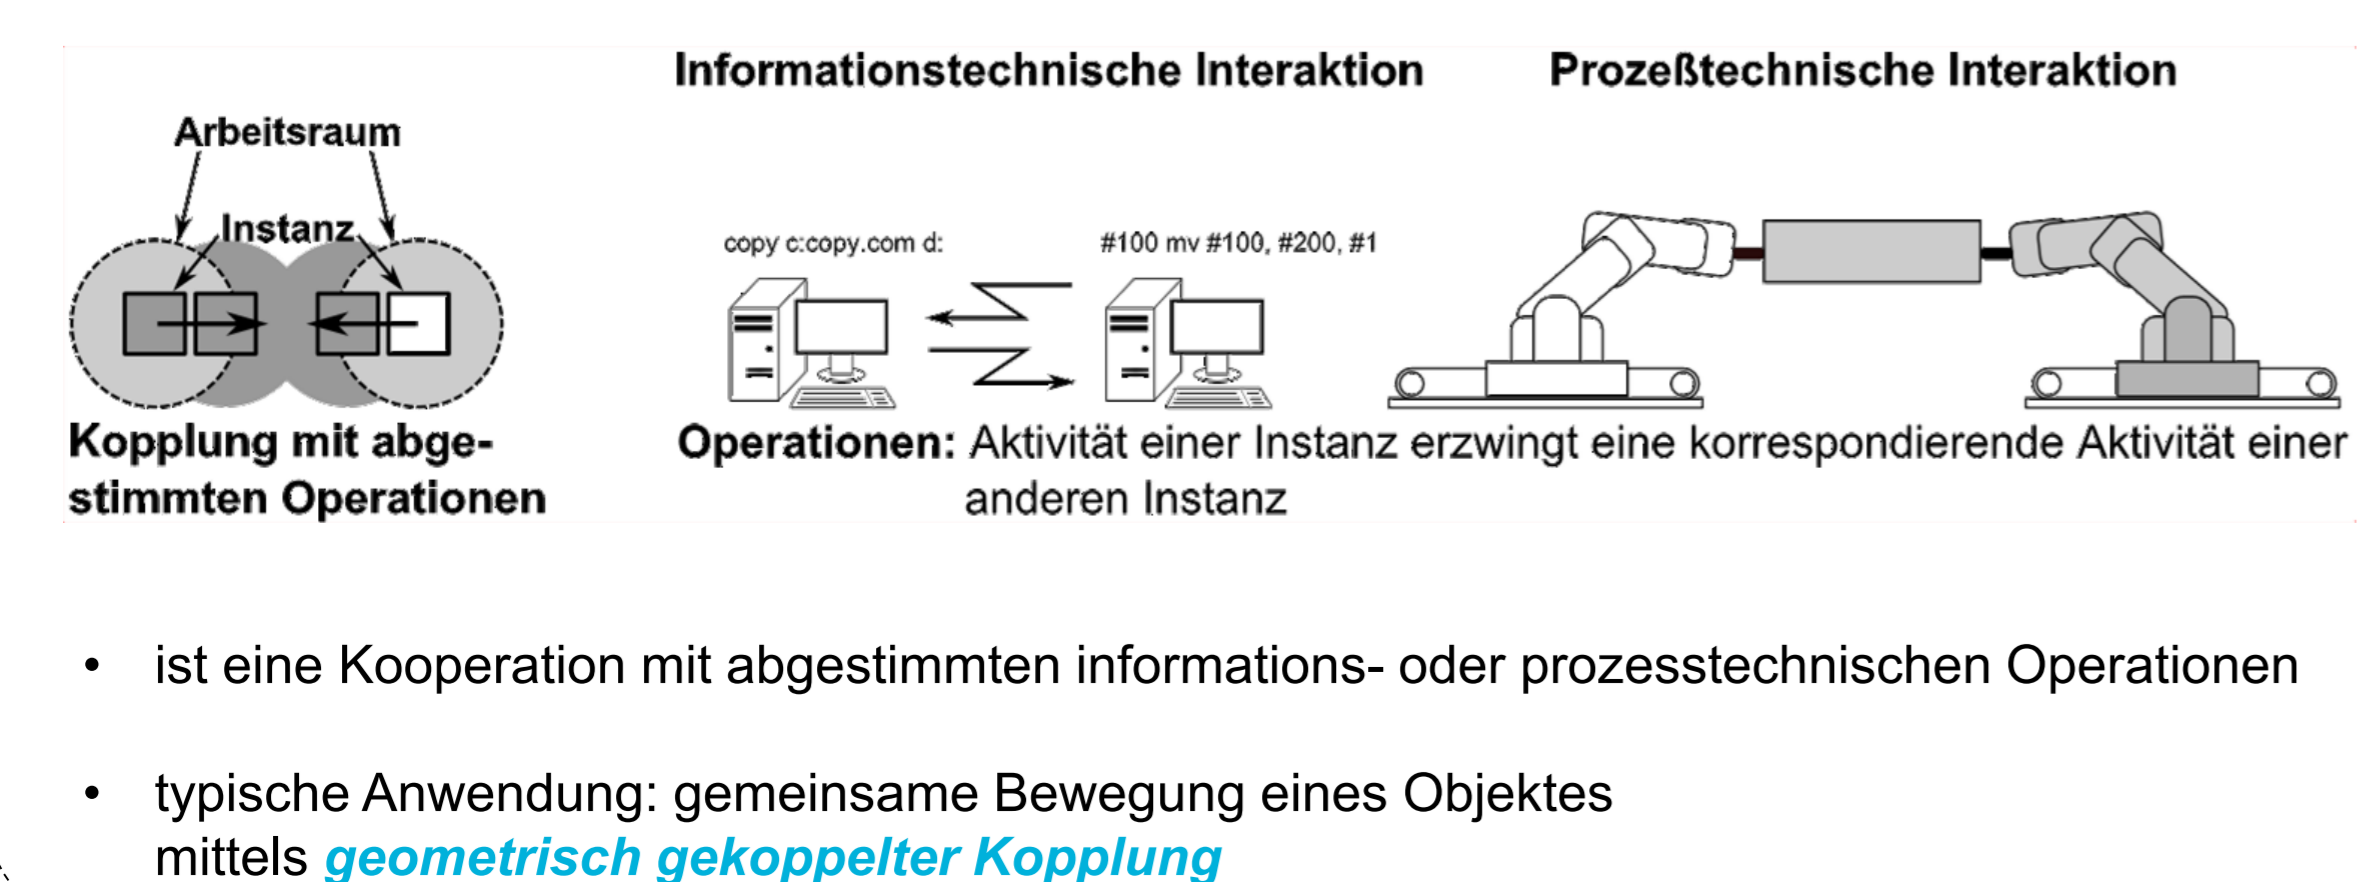 Informationstechnische Interaktion
Prozeßtechnische Interaktion
Arbeitsraum
Instanz
copy c:copy.com d:
#100 mv #100, #200, #1
Kopplung mit abge-
stimmten Operationen
Operationen: Aktivität einer Instanz erzwingt eine korrespondierende Aktivität einer
anderen Instanz
• ist eine Kooperation mit abgestimmten informations- oder prozesstechnischen Operationen
• typische Anwendung: gemeinsame Bewegung eines Objektes
mittels geometrisch gekoppelter Kopplung